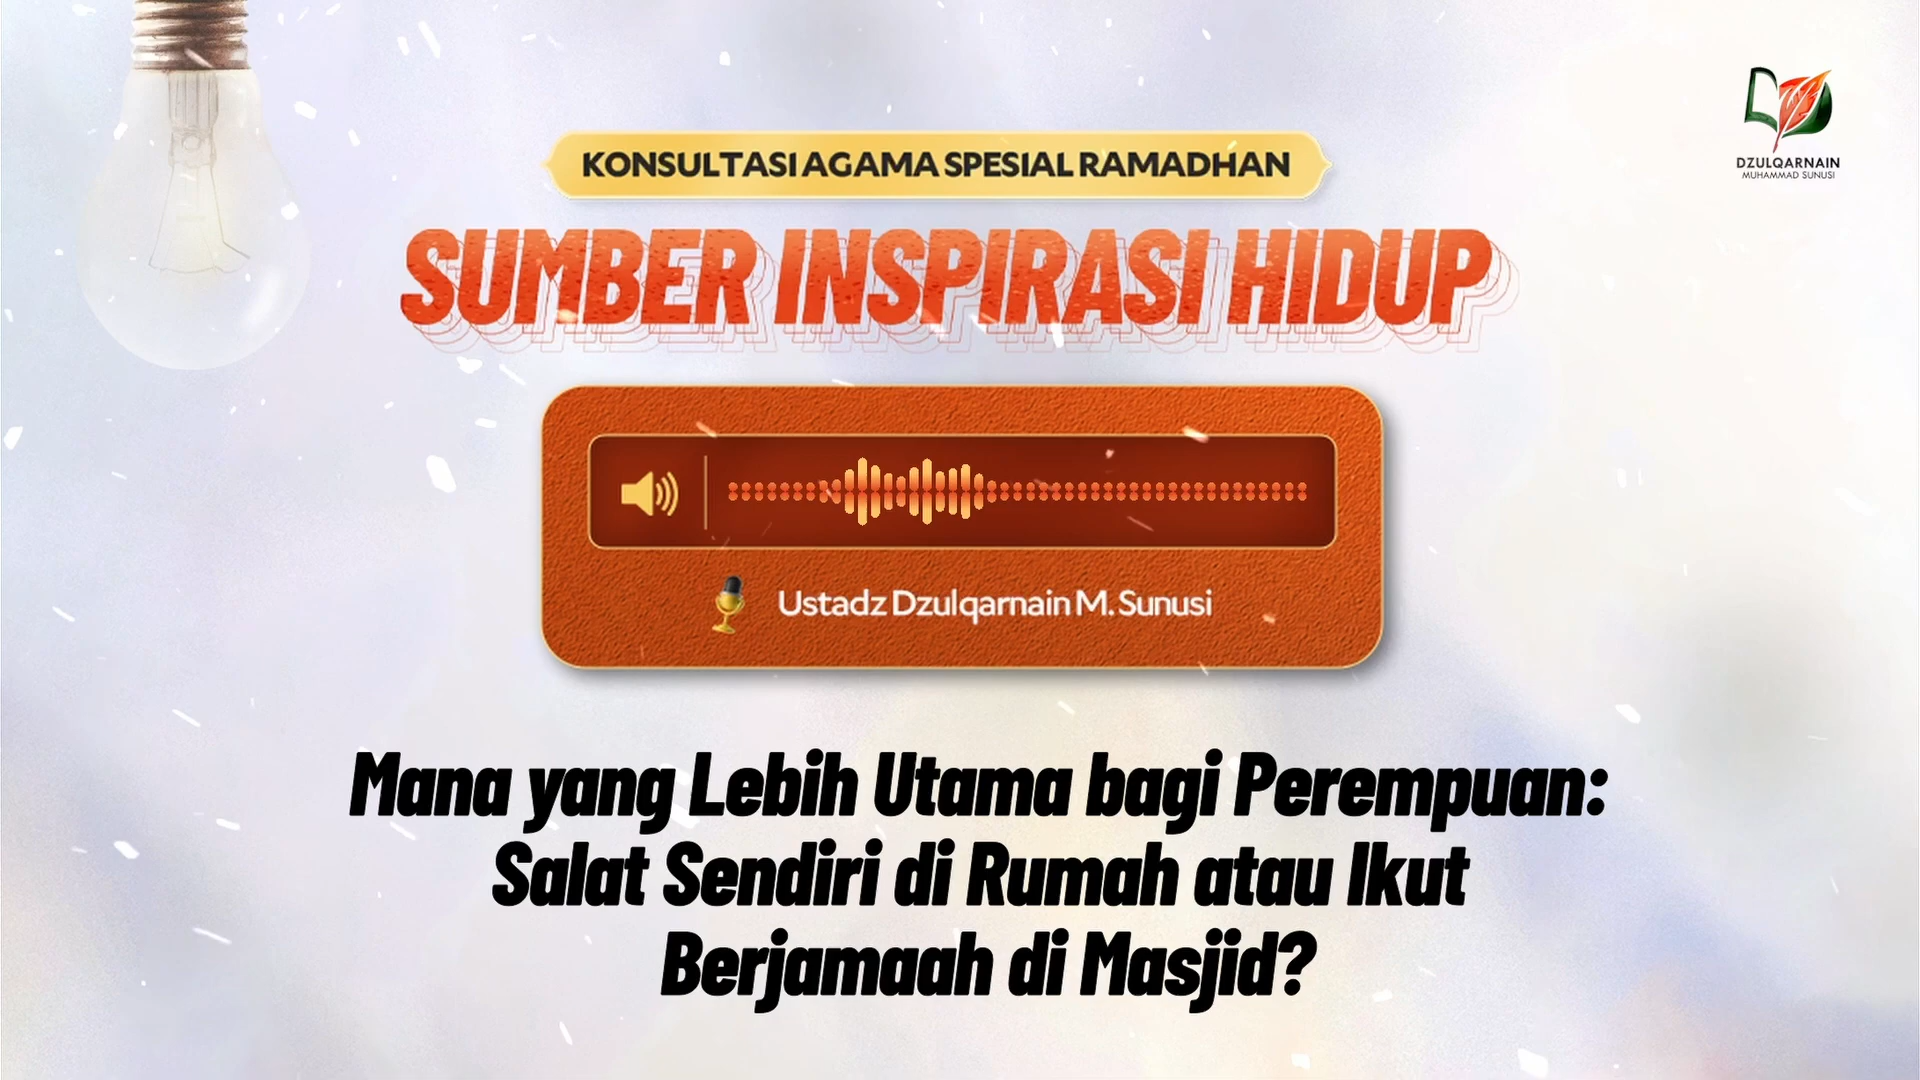 KONSULTASI AGAMA SPESIAL RAMADHAN
DZULQARNAIN
MUHAMMAD SUNUSI
SUMBER INSPIRASI HIDUP
Ustadz Dzulqarnain M. Sunusi
Mana yang Lebih Utama bagi Perempuan:
Salat Sendiri di Rumah atau Ikut
Berjamaah di Masjid?